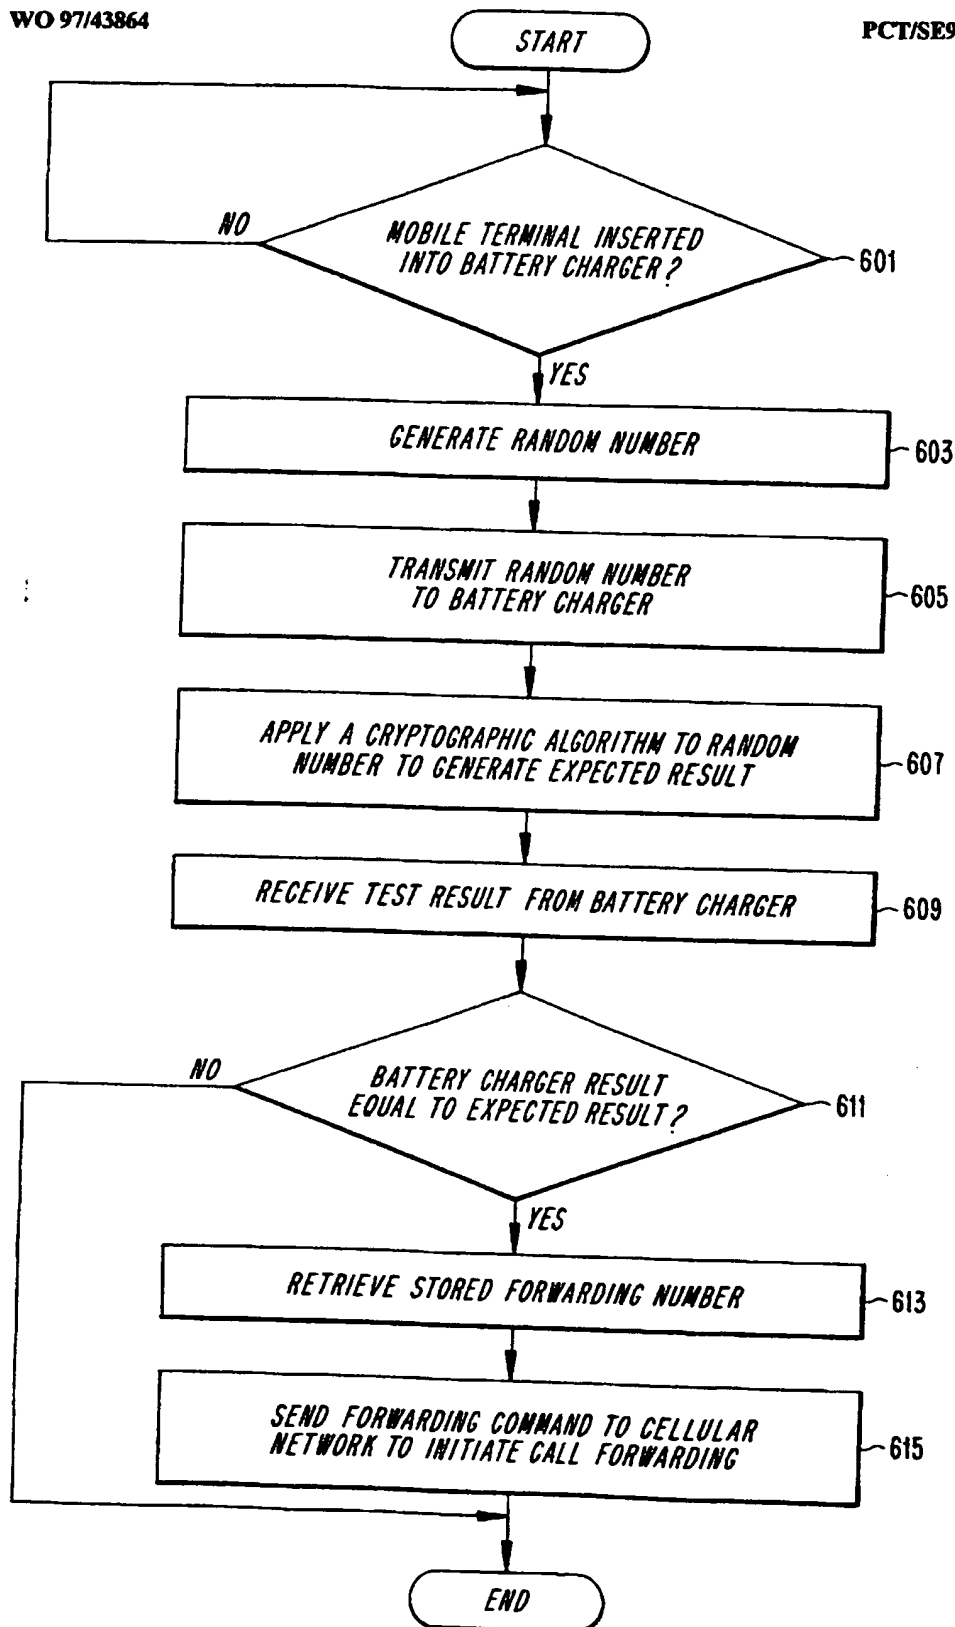 WO 97/43864
PCT/SE9
START
NO
MOBILE TERMINAL INSERTED
INTO BATTERY CHARGER?
601
YES
GENERATE RANDOM NUMBER
603
TRANSMIT RANDOM NUMBER
TO BATTERY CHARGER
605
APPLY A CRYPTOGRAPHIC ALGORITHM TO RANDOM
NUMBER TO GENERATE EXPECTED RESULT
607
RECEIVE TEST RESULT FROM BATTERY CHARGER
609
NO
BATTERY CHARGER RESULT
EQUAL TO EXPECTED RESULT?
611
YES
RETRIEVE STORED FORWARDING NUMBER
613
SEND FORWARDING COMMAND TO CELLULAR
NETWORK TO INITIATE CALL FORWARDING
615
END